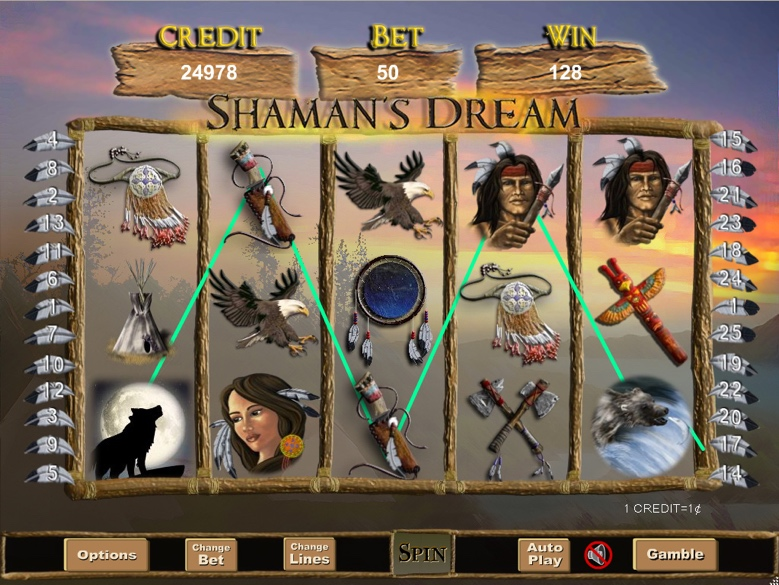 CREDIT BET WIN
24978 50 128
SHAMAN'S DREAM
4 15
8 16
2 21
13 23
11 18
6 24
1 1
7 25
10 19
12 22
3 20
9 17
5 14
1 CREDIT=1¢
Options
Change
Bet
Change
Lines
SPIN
Auto
Play
Gamble